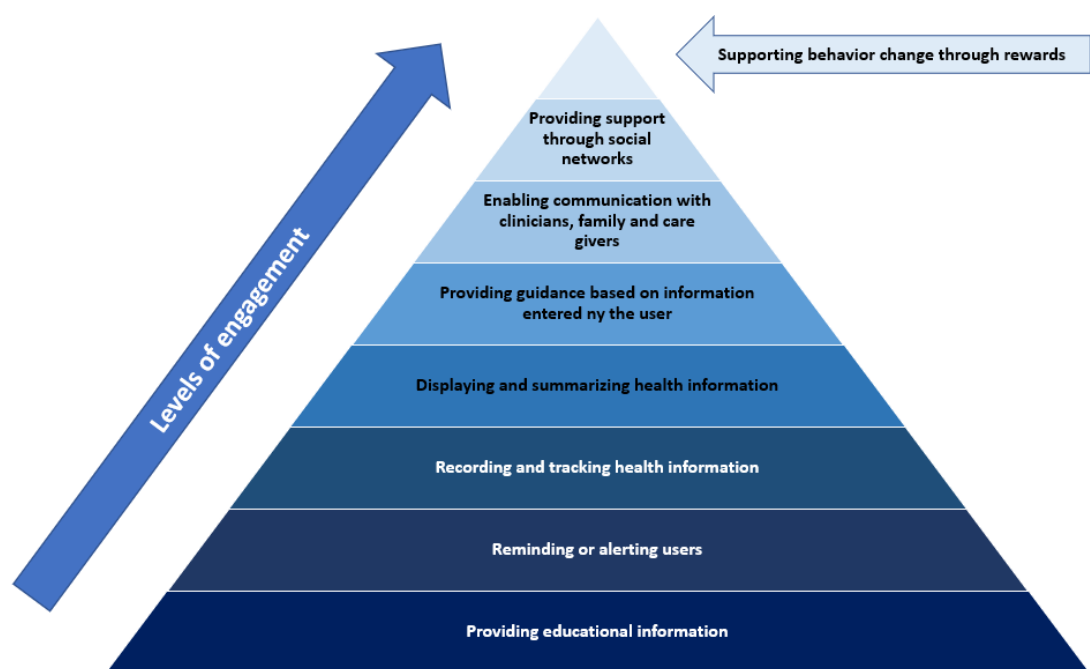 Supporting behavior change through rewards
Providing support
through social
networks
Enabling communication with
clinicians, family and care
givers
Providing guidance based on information
entered ny the user
Displaying and summarizing health information
Recording and tracking health information
Reminding or alerting users
Providing educational information
Levels of engagement